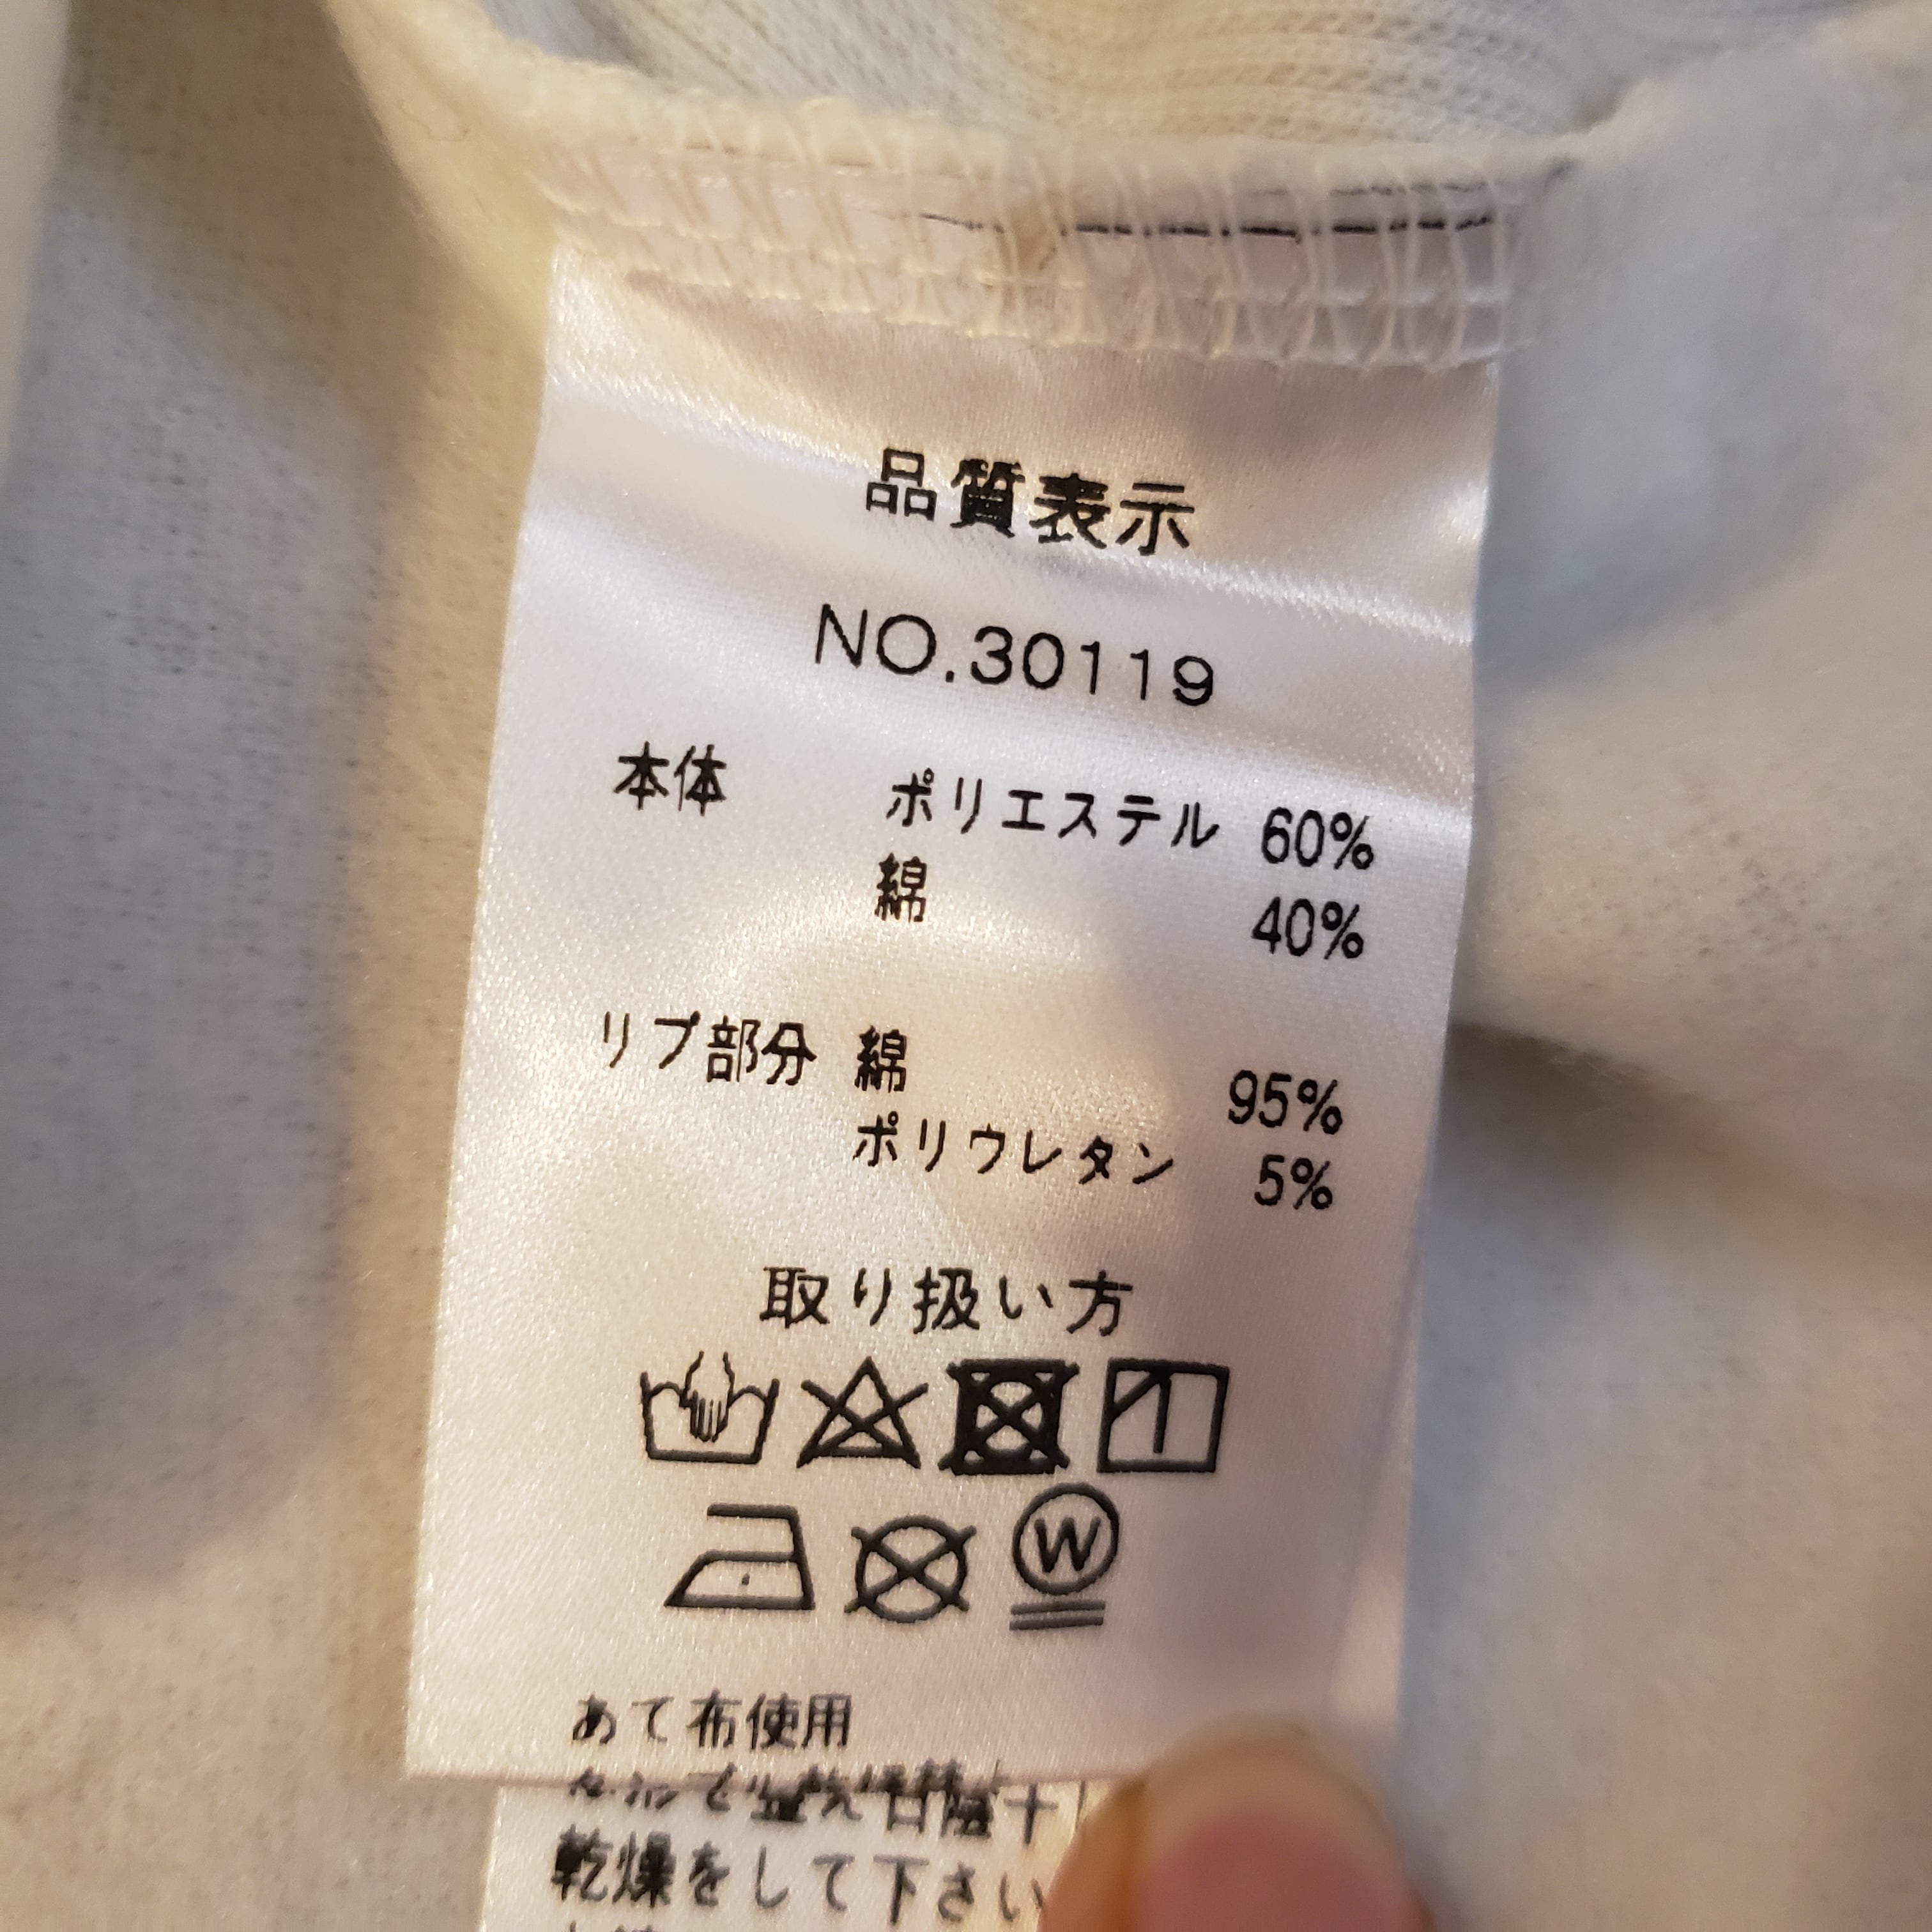 品質表示
NO.30119
本体 ポリエステル 60%
綿 40%
リブ部分 綿 95%
ポリウレタン 5%
取り扱い方
W
あて布使用
乾燥をして下さい